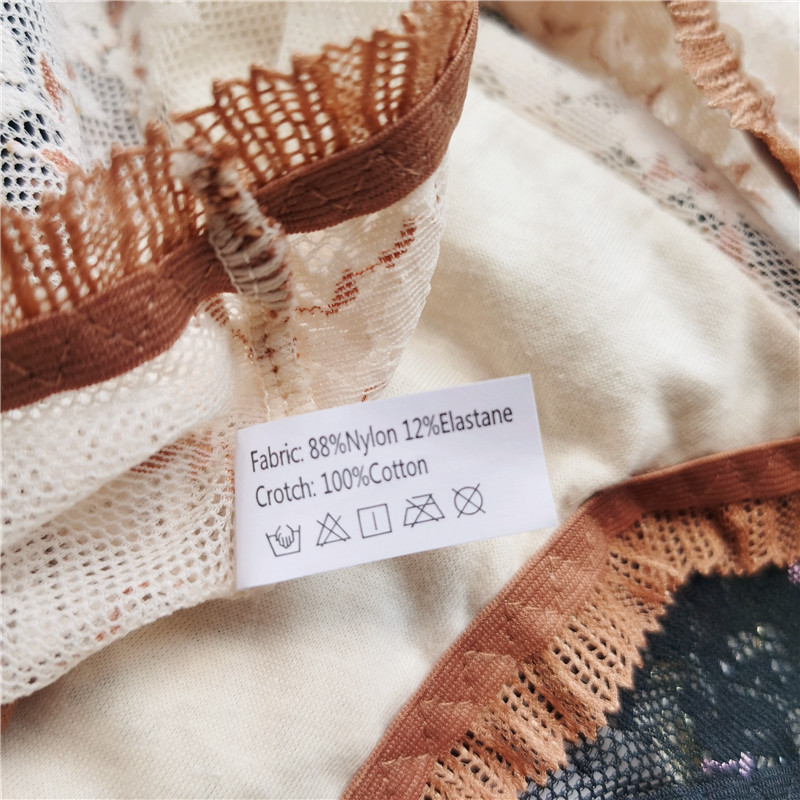 Fabric: 88%Nylon 12%Elastane
Crotch: 100%Cotton